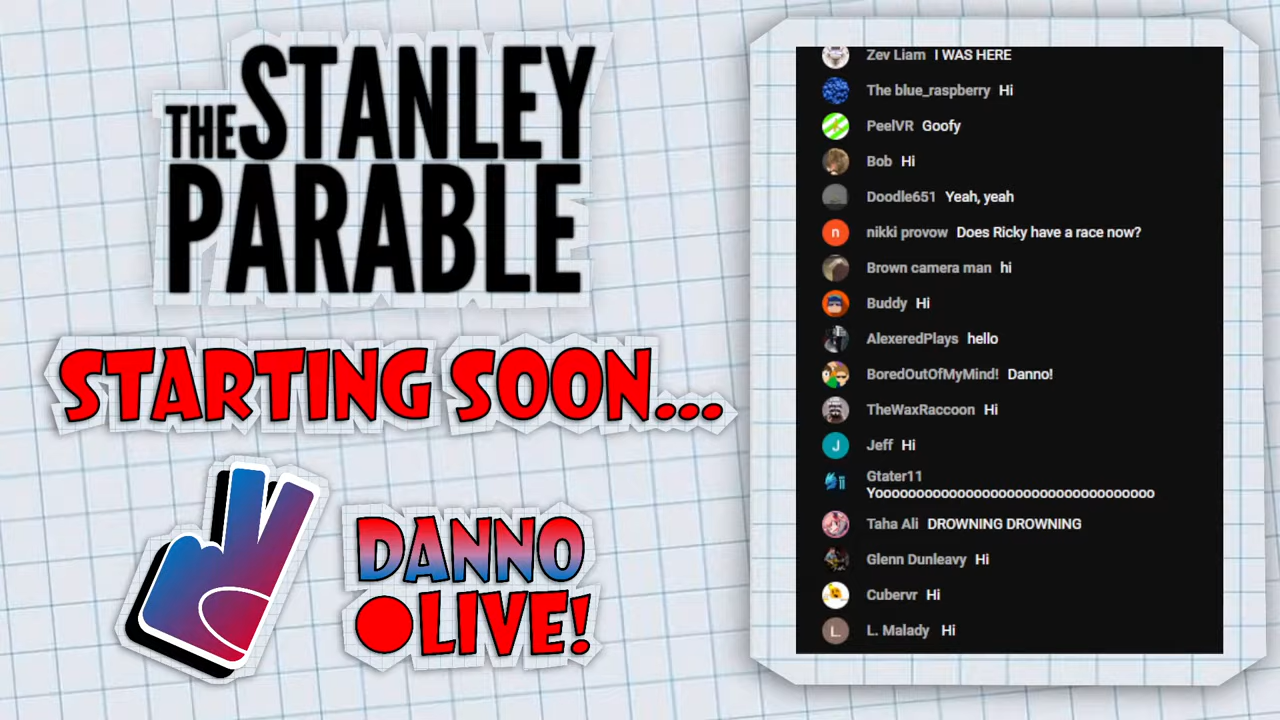 THE STANLEY
PARABLE
STARTING SOON...
DANNO
LIVE!
Zev Liam I WAS HERE
The blue_raspberry Hi
PeelVR Goofy
Bob Hi
Doodle651 Yeah, yeah
n nikki provow Does Ricky have a race now?
Brown camera man hi
Buddy Hi
AlexeredPlays hello
BoredOutOfMyMind! Danno!
TheWaxRaccoon Hi
J Jeff Hi
Gtater11
Yoooooooooooooooooooooooooooooooooo
Taha Ali DROWNING DROWNING
Glenn Dunleavy Hi
Cubervr Hi
L. L. Malady Hi